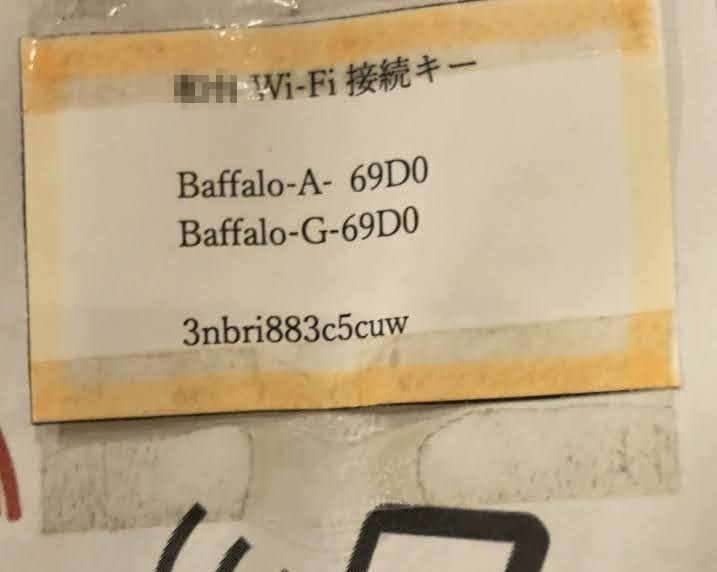 Wi-Fi 接続キー
Baffalo-A- 69D0
Baffalo-G-69D0
3nbri883c5cuw